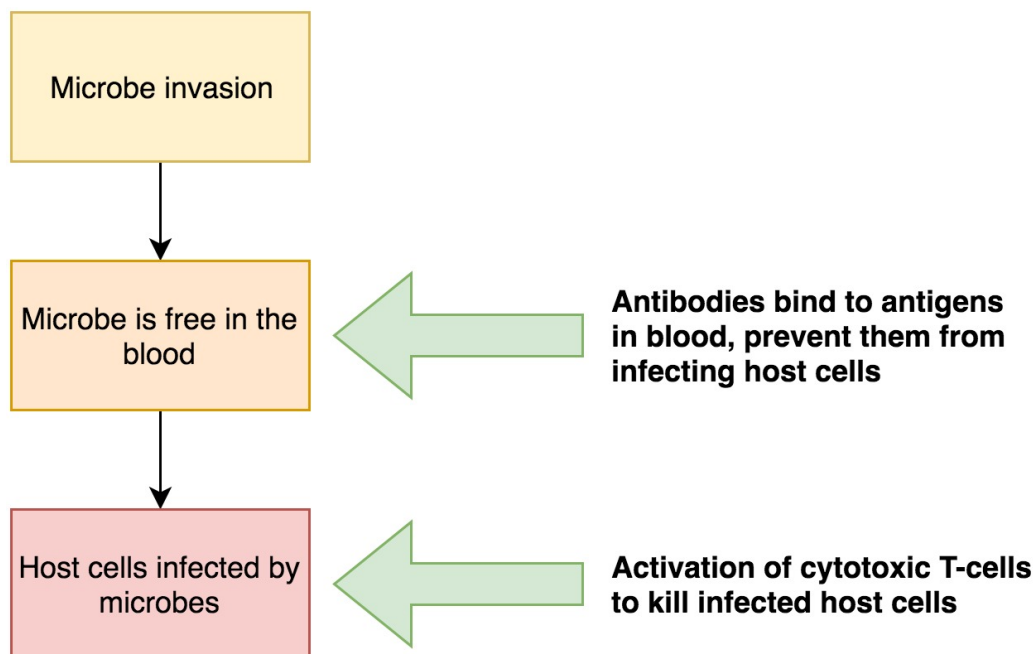 Microbe invasion
Microbe is free in the
blood
Antibodies bind to antigens
in blood, prevent them from
infecting host cells
Host cells infected by
microbes
Activation of cytotoxic T-cells
to kill infected host cells